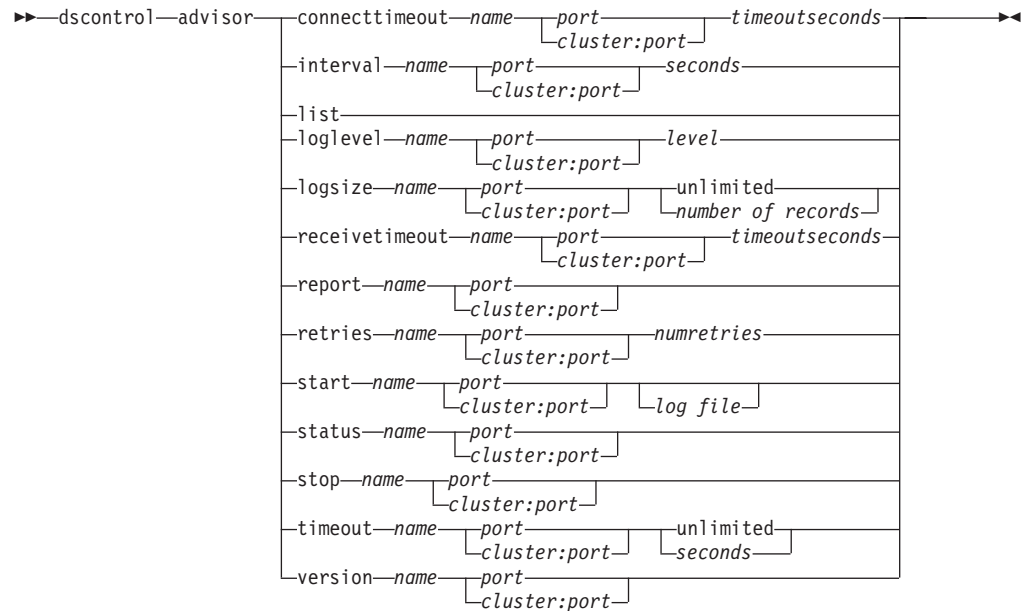 dscontrol advisor connecttimeout name port timeoutseconds
cluster:port
interval name port seconds
cluster:port
list
loglevel name port level
cluster:port
logsize name port unlimited
cluster:port number of records
receivetimeout name port timeoutseconds
cluster:port
report name port
cluster:port
retries name port numretries
cluster:port
start name port
cluster:port log file
status name port
cluster:port
stop name port
cluster:port
timeout name port unlimited
cluster:port seconds
version name port
cluster:port